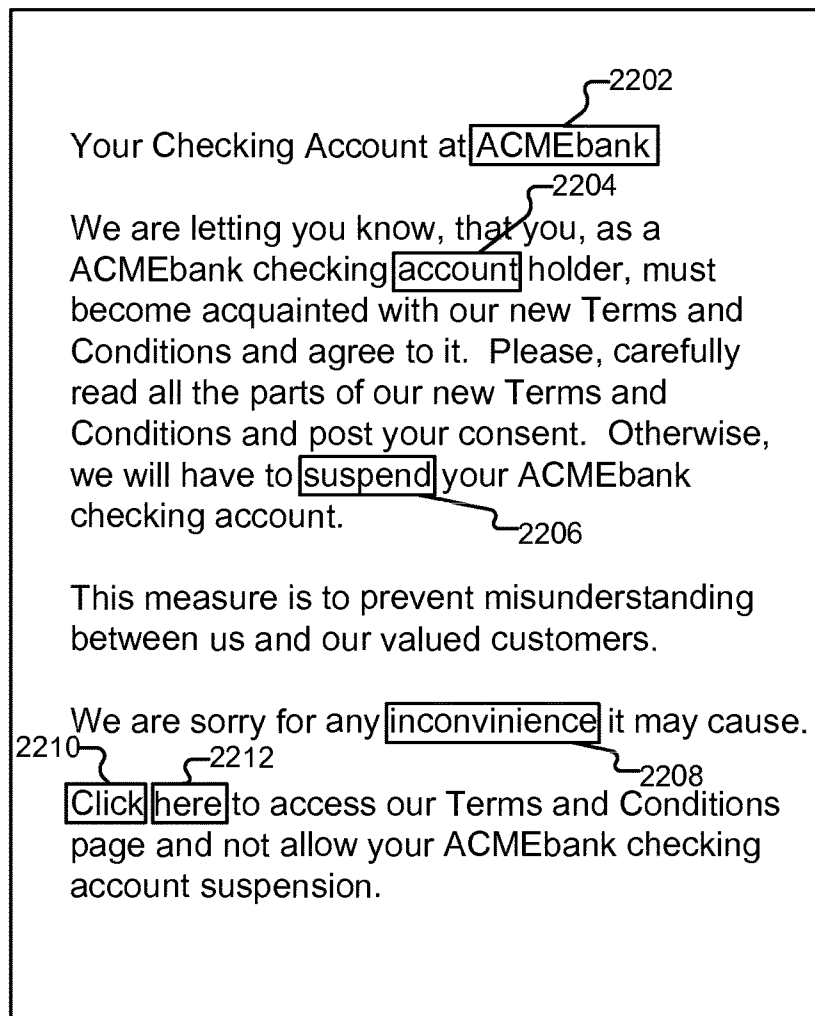 2202
Your Checking Account at ACMEbank
2204
We are letting you know, that you, as a
ACMEbank checking account holder, must
become acquainted with our new Terms and
Conditions and agree to it. Please, carefully
read all the parts of our new Terms and
Conditions and post your consent. Otherwise,
we will have to suspend your ACMEbank
checking account.
2206
This measure is to prevent misunderstanding
between us and our valued customers.
We are sorry for any inconvinience it may cause.
2210 2212 2208
Click here to access our Terms and Conditions
page and not allow your ACMEbank checking
account suspension.